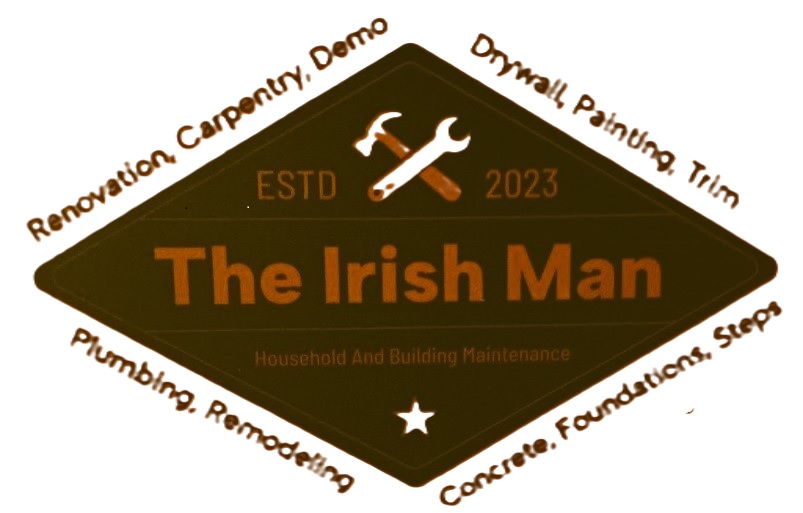 Renovation, Carpentry, Demo
Drywall, Painting, Trim
ESTD 2023
The Irish Man
Household And Building Maintenance
Plumbing, Remodeling
Concrete, Foundations, Steps